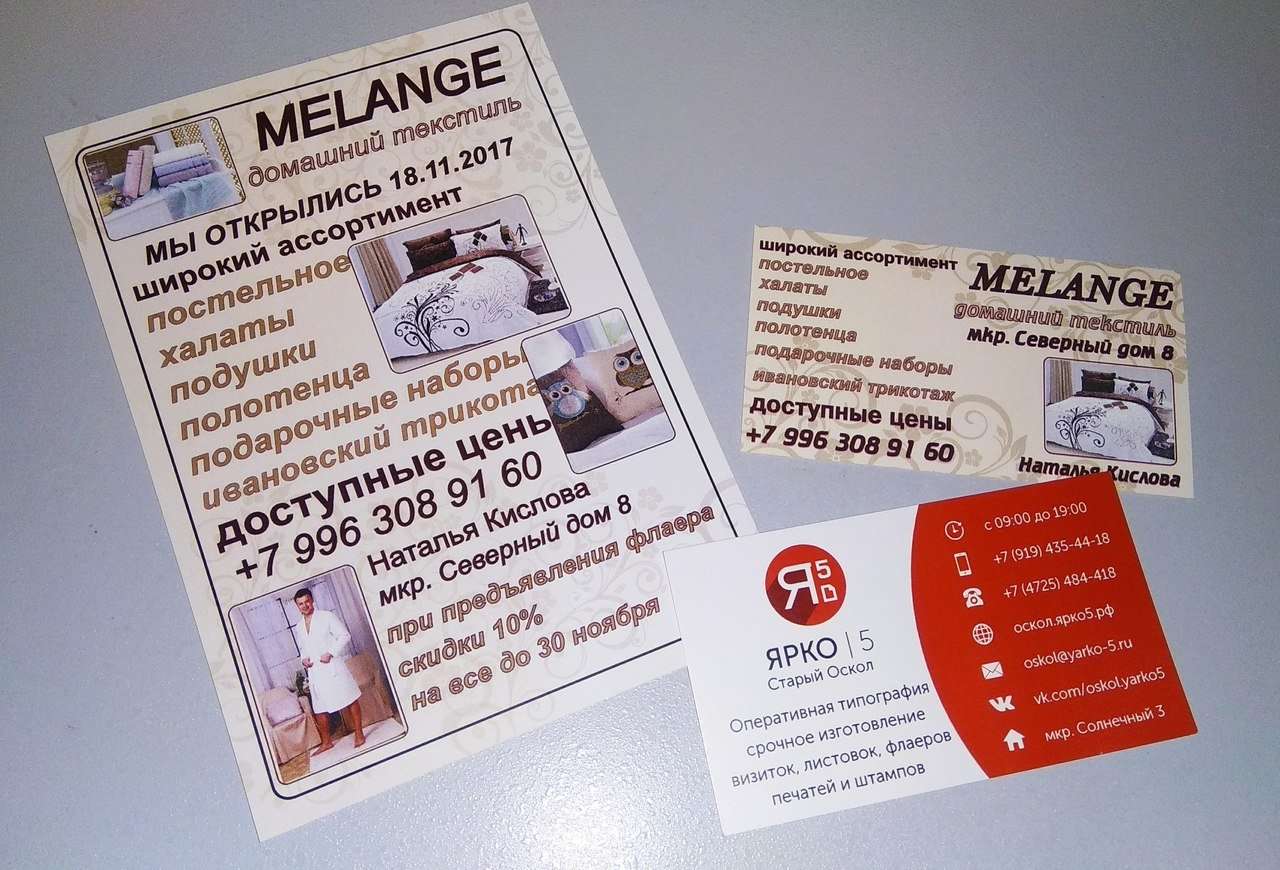 MELANGE
домашний текстиль
МЫ ОТКРЫЛИСЬ 18.11.2017
широкий ассортимент
постельное
халаты
подушки
полотенца
подарочные наборы
ивановский трикота
доступные цены
+7 996 308 91 60
Наталья Кислова
мкр. Северный дом 8
при предъявления флаера
скидки 10%
на все до 30 ноября
широкий ассортимент
постельное
халаты
подушки
полотенца
подарочные наборы
ивановский трикотаж
доступные цены
+7 996 308 91 60
MELANGE
домашний текстиль
мкр. Северный дом 8
Наталья Кислова
Я5
ЯРКО | 5
Старый Оскол
Оперативная типография
срочное изготовление
визиток, листовок, флаеров
печатей и штампов
с 09:00 до 19:00
+7 (919) 435-44-18
+7 (4725) 484-418
оскол.ярко5.рф
oskol@yarko-5.ru
vk.com/oskol.yarko5
мкр. Солнечный 3